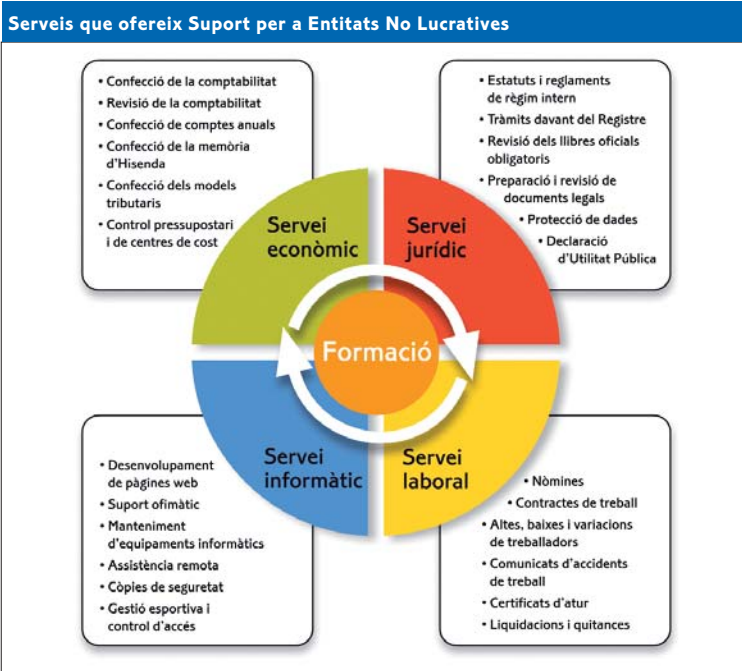 Serveis que ofereix Suport per a Entitats No Lucratives
• Confecció de la comptabilitat
• Revisió de la comptabilitat
• Confecció de comptes anuals
• Confecció de la memòria
d'Hisenda
• Confecció dels models
tributaris
• Control pressupostari
i de centres de cost
• Estatuts i reglaments
de règim intern
• Tràmits davant del Registre
• Revisió dels llibres oficials
obligatoris
• Preparació i revisió de
documents legals
• Protecció de dades
• Declaració
d'Utilitat Pública
Servei
econòmic
Servei
jurídic
Formació
Servei
informàtic
Servei
laboral
• Desenvolupament
de pàgines web
• Suport ofimàtic
• Manteniment
d'equipaments informàtics
• Assistència remota
• Còpies de seguretat
• Gestió esportiva i
control d'accés
• Nòmines
• Contractes de treball
• Altes, baixes i variacions
de treballadors
• Comunicats d'accidents
de treball
• Certificats d'atur
• Liquidacions i quitances